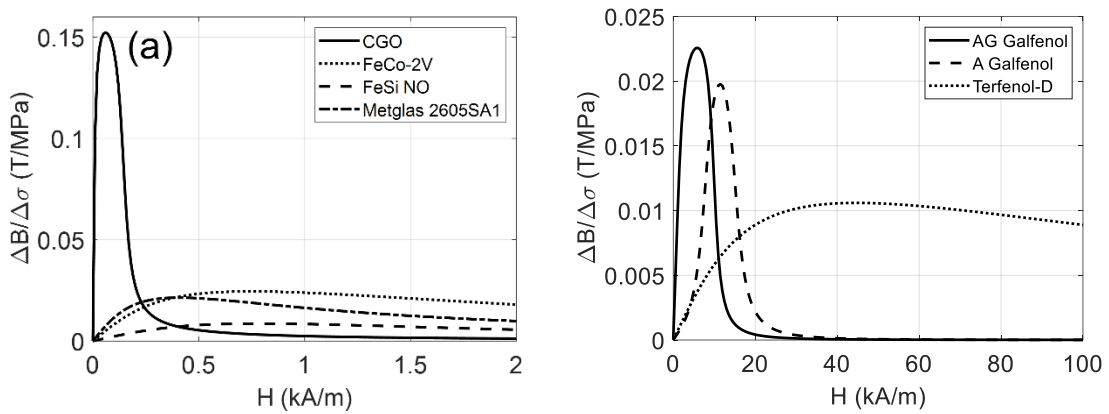 (a)
CGO
FeCo-2V
FeSi NO
Metglas 2605SA1
ΔB/Δσ (T/MPa)
0.15
0.1
0.05
0
0 0.5 1 1.5 2
H (kA/m)
AG Galfenol
A Galfenol
Terfenol-D
ΔB/Δσ (T/MPa)
0.025
0.02
0.015
0.01
0.005
0
0 20 40 60 80 100
H (kA/m)